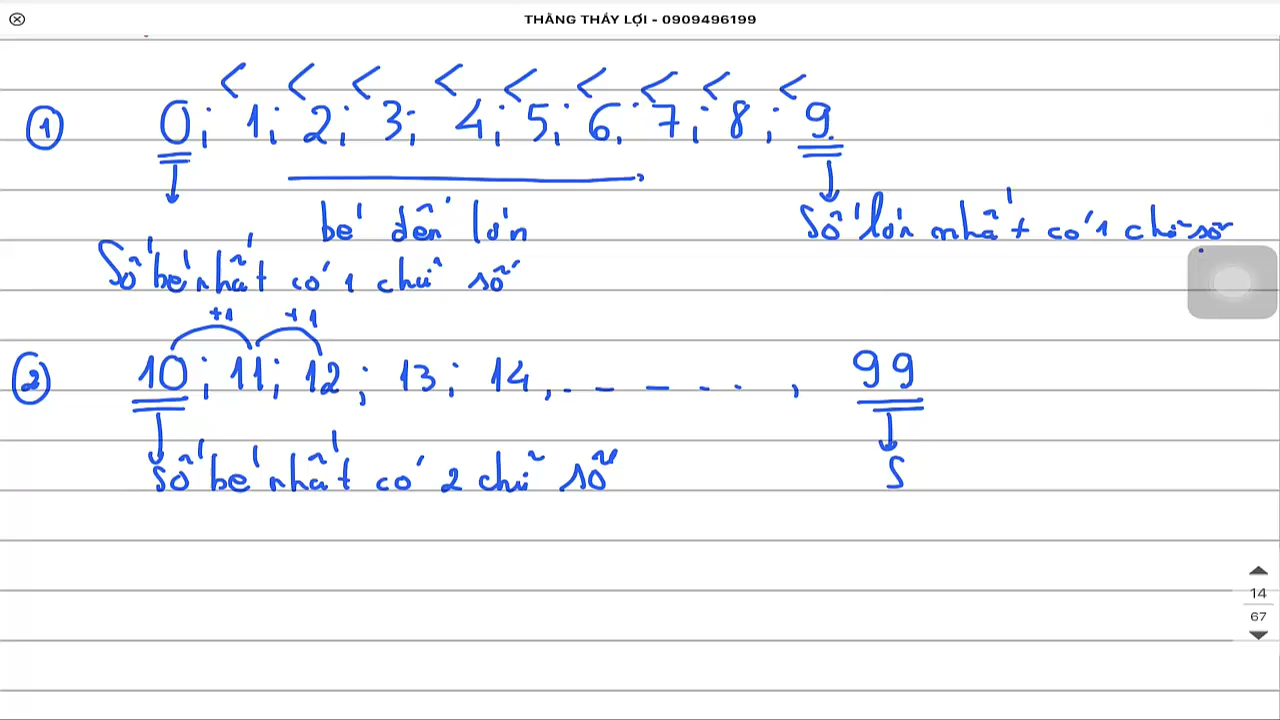 THẰNG THẦY LỢI - 0909496199
< < < < < < < < <
① 0; 1; 2; 3; 4; 5; 6; 7; 8; 9.
bé đến lớn
Số lớn nhất có 1 chữ số
Số bé nhất có 1 chữ số
+1 +1
② 10; 11; 12; 13; 14, . - - - . . , 99
Số bé nhất có 2 chữ số
S
14
67